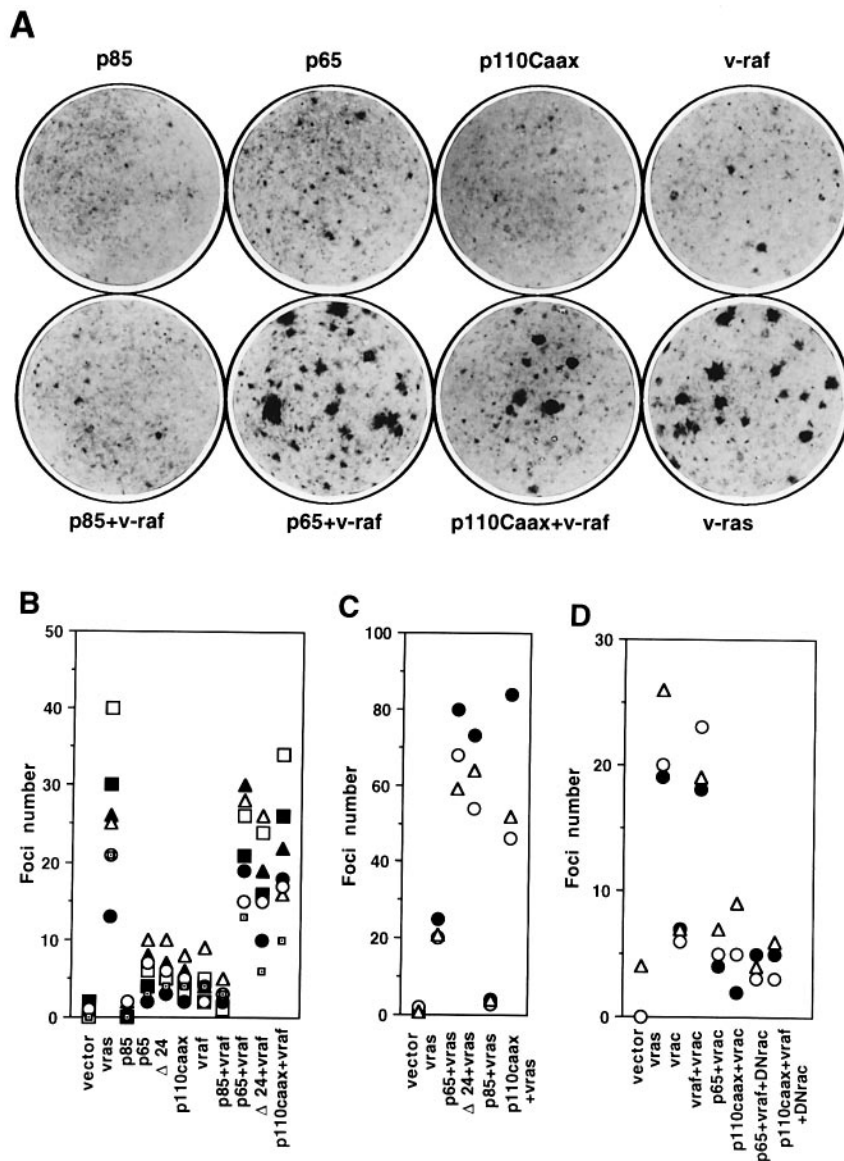 A
p85 p65 p110Caax v-raf
p85+v-raf p65+v-raf p110Caax+v-raf v-ras
B
50
40
30
20
10
0
Foci number
vector
vras
p85
p65
Δ 24
p110caax
vraf
p85+vraf
p65+vraf
Δ 24+vraf
p110caax+vraf
C
100
80
60
40
20
0
Foci number
vector
vras
p65+vras
Δ 24+vras
p85+vras
p110caax
+vras
D
30
20
10
0
Foci number
vector
vras
vrac
vraf+vrac
p65+vrac
p110caax+vrac
p65+vraf+DNrac
p110caax+vraf
+DNrac